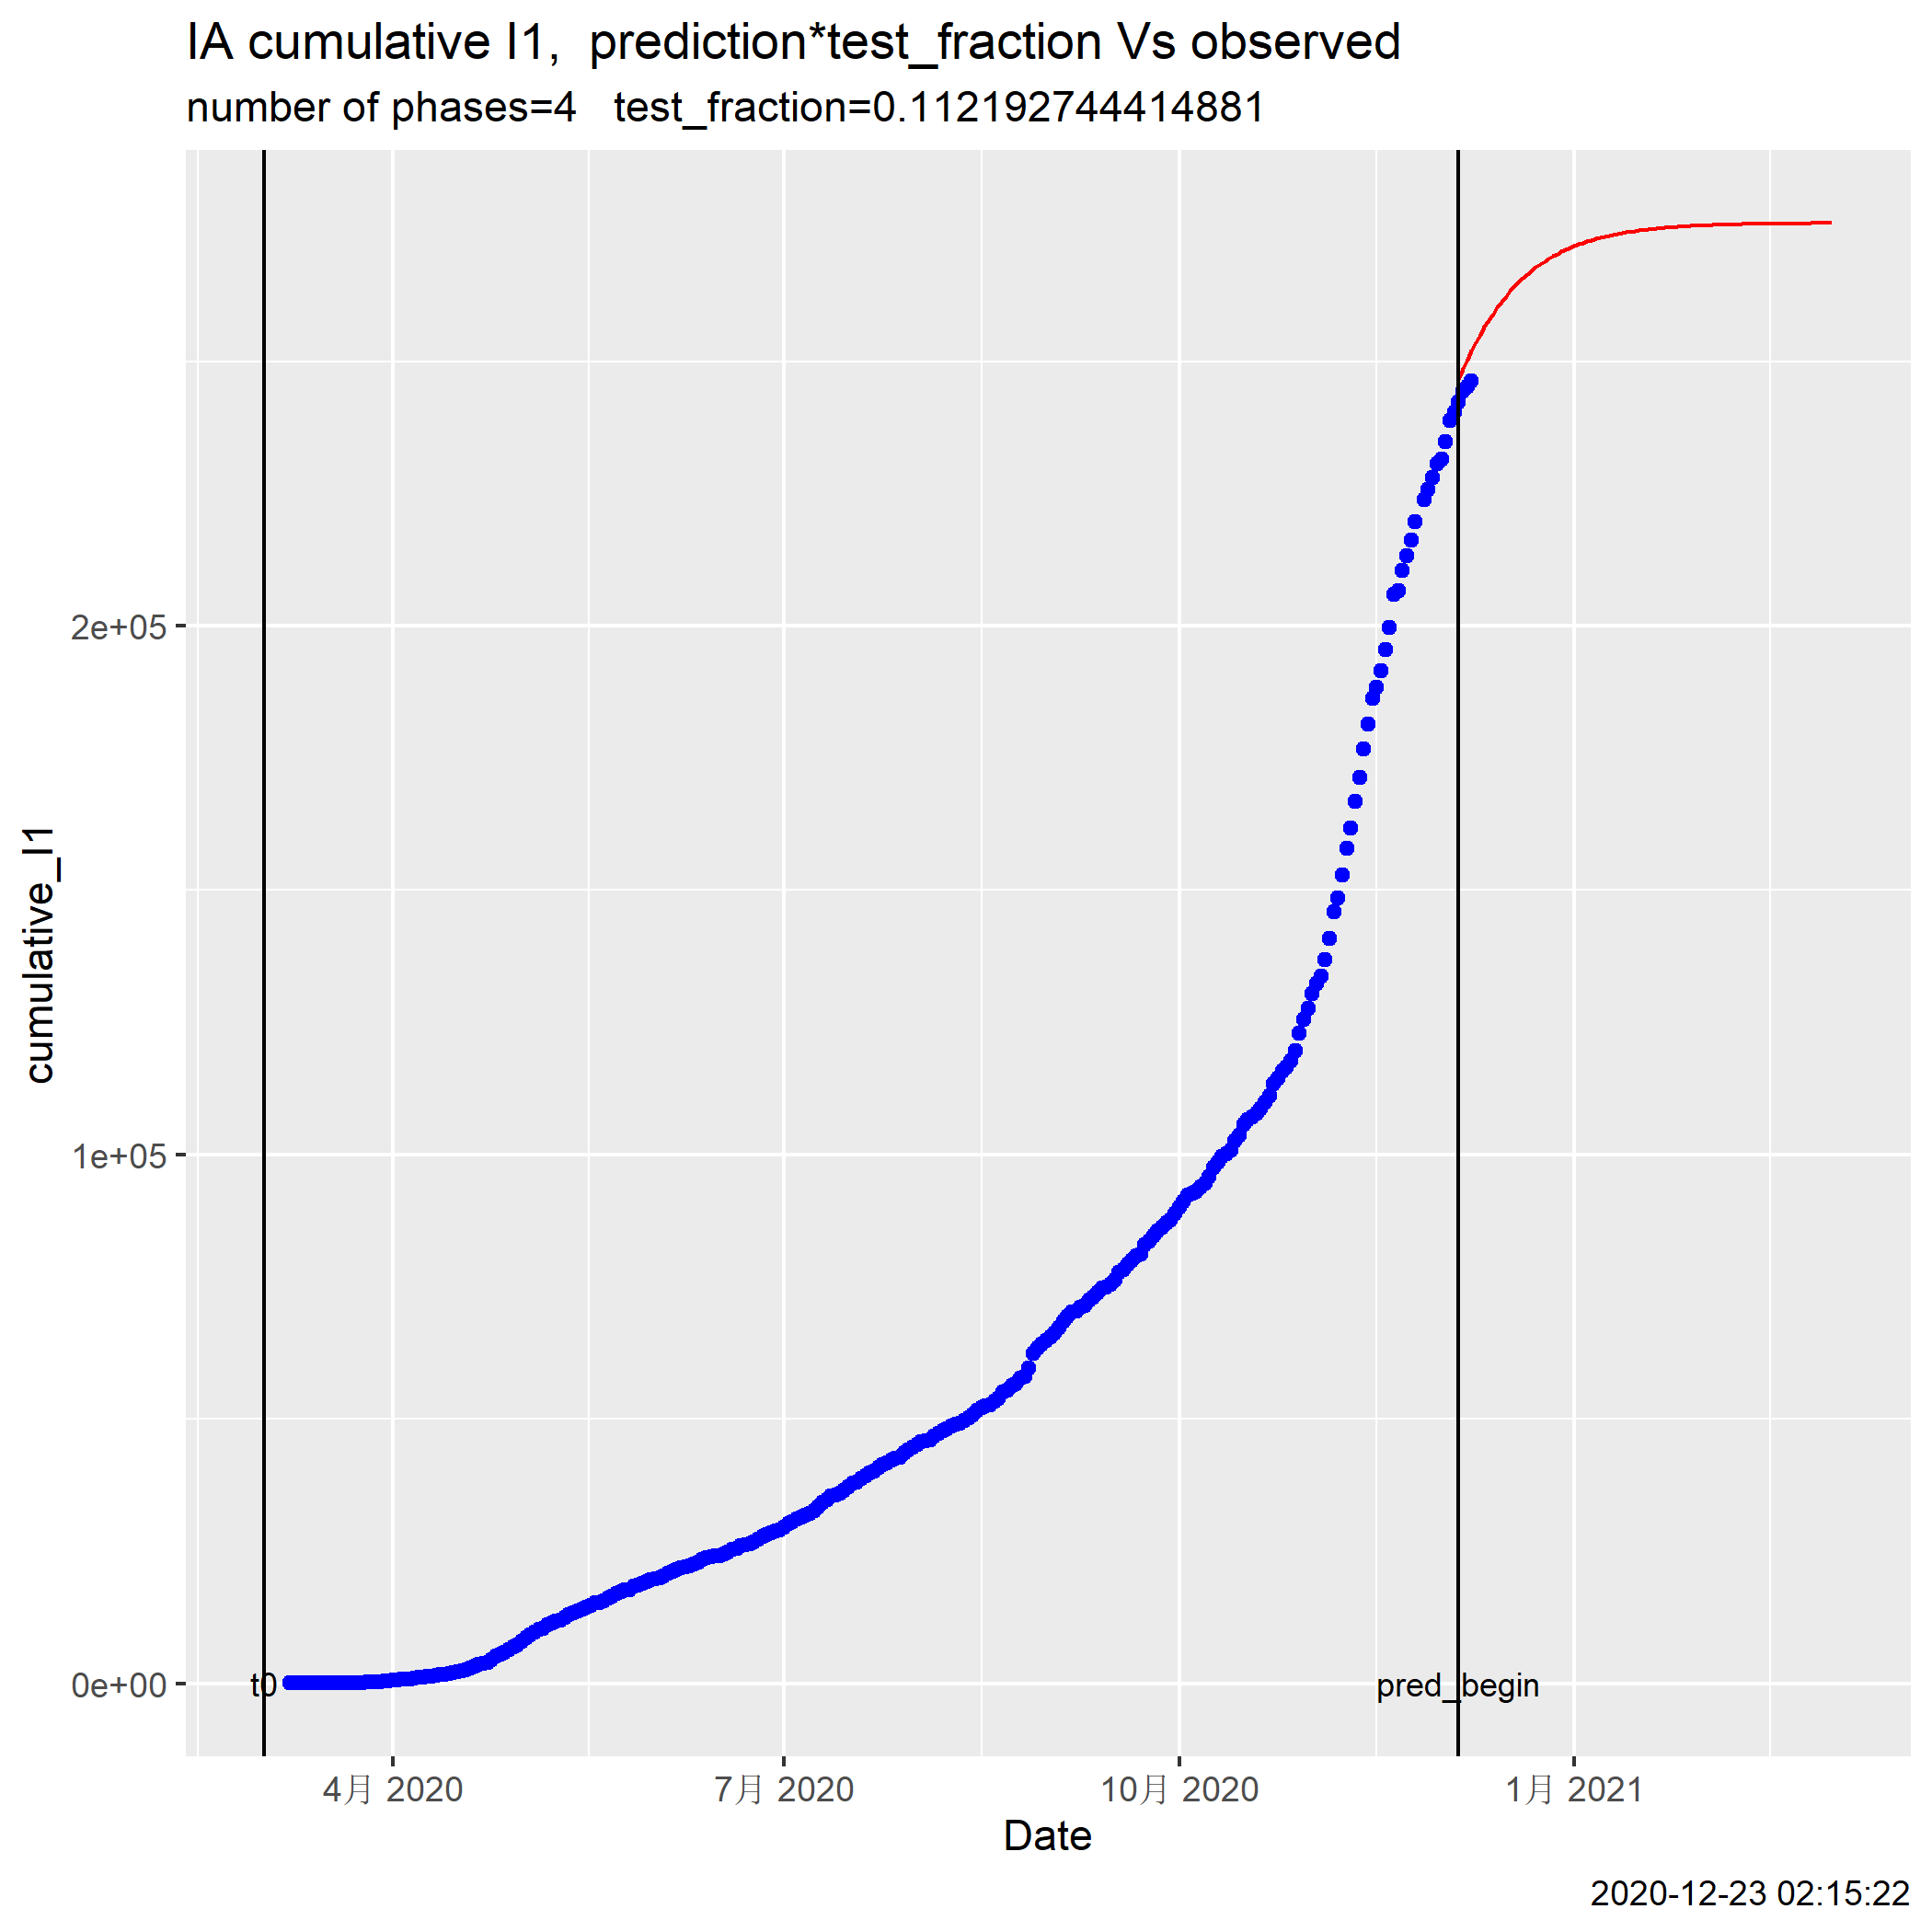 IA cumulative I1,  prediction*test_fraction Vs observed
number of phases=4   test_fraction=0.112192744414881
cumulative_I1
2e+05
1e+05
0e+00
t0
pred_begin
4月 2020
7月 2020
10月 2020
1月 2021
Date
2020-12-23 02:15:22